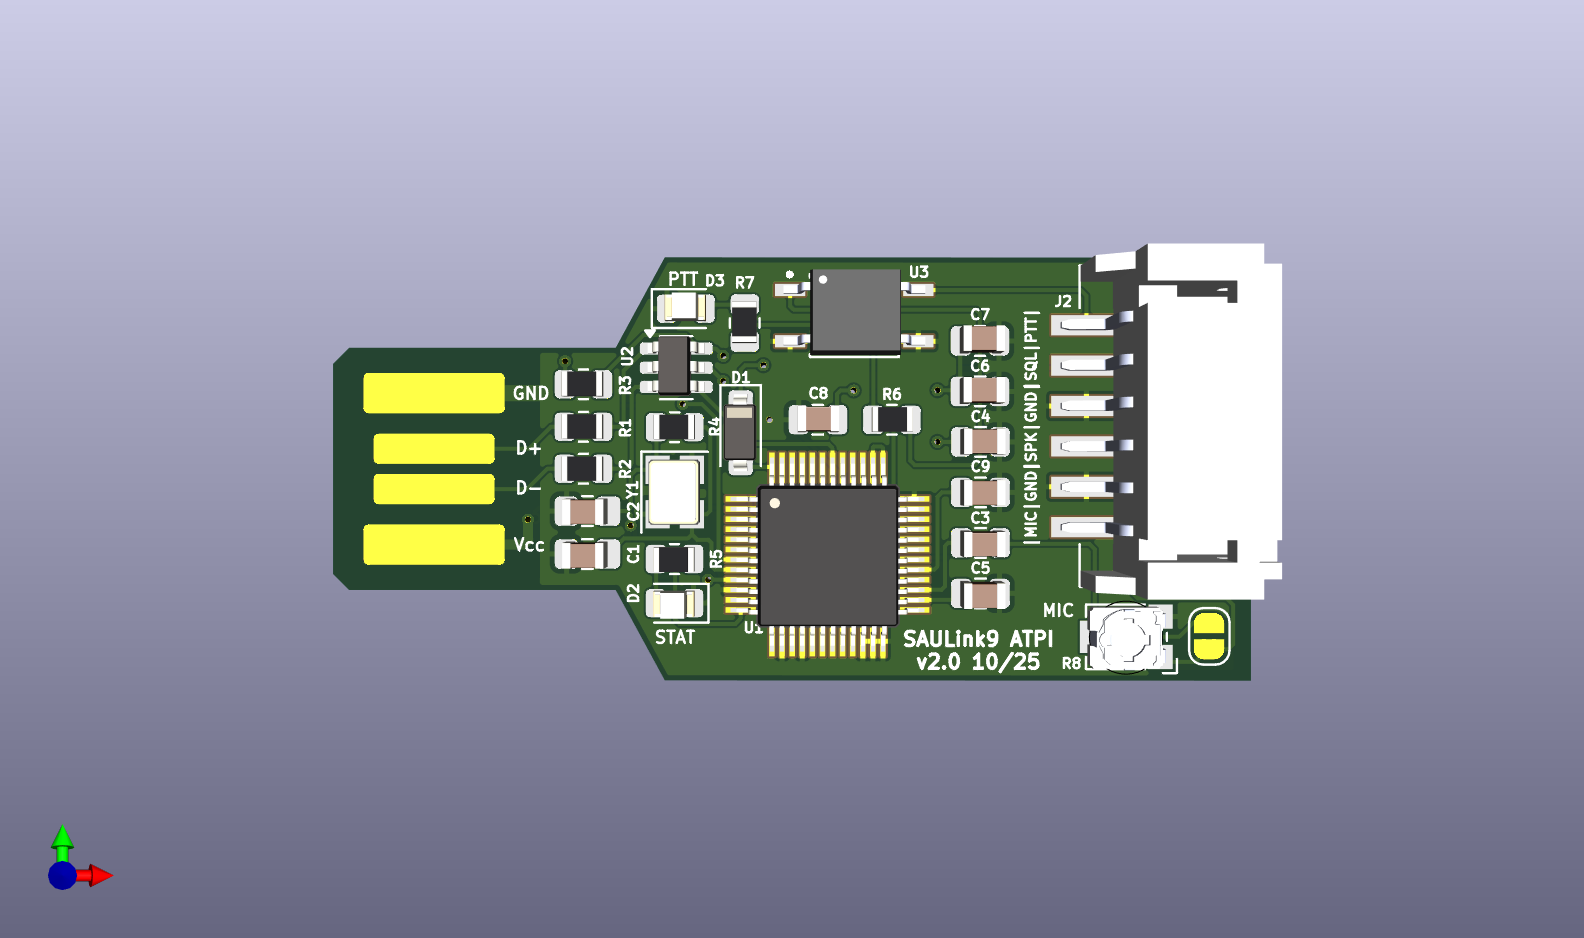 PTT
D3
R7
U3
J2
U2
GND
R3
D1
C7
|MIC|GND|SPK|GND|SQL|PTT|
C6
C8
R6
R1
R4
C4
D+
R2
C9
D-
Y1
C2
Vcc
C1
R5
C3
C5
D2
STAT
U1
MIC
SAULink9 ATPI
v2.0 10/25
R8